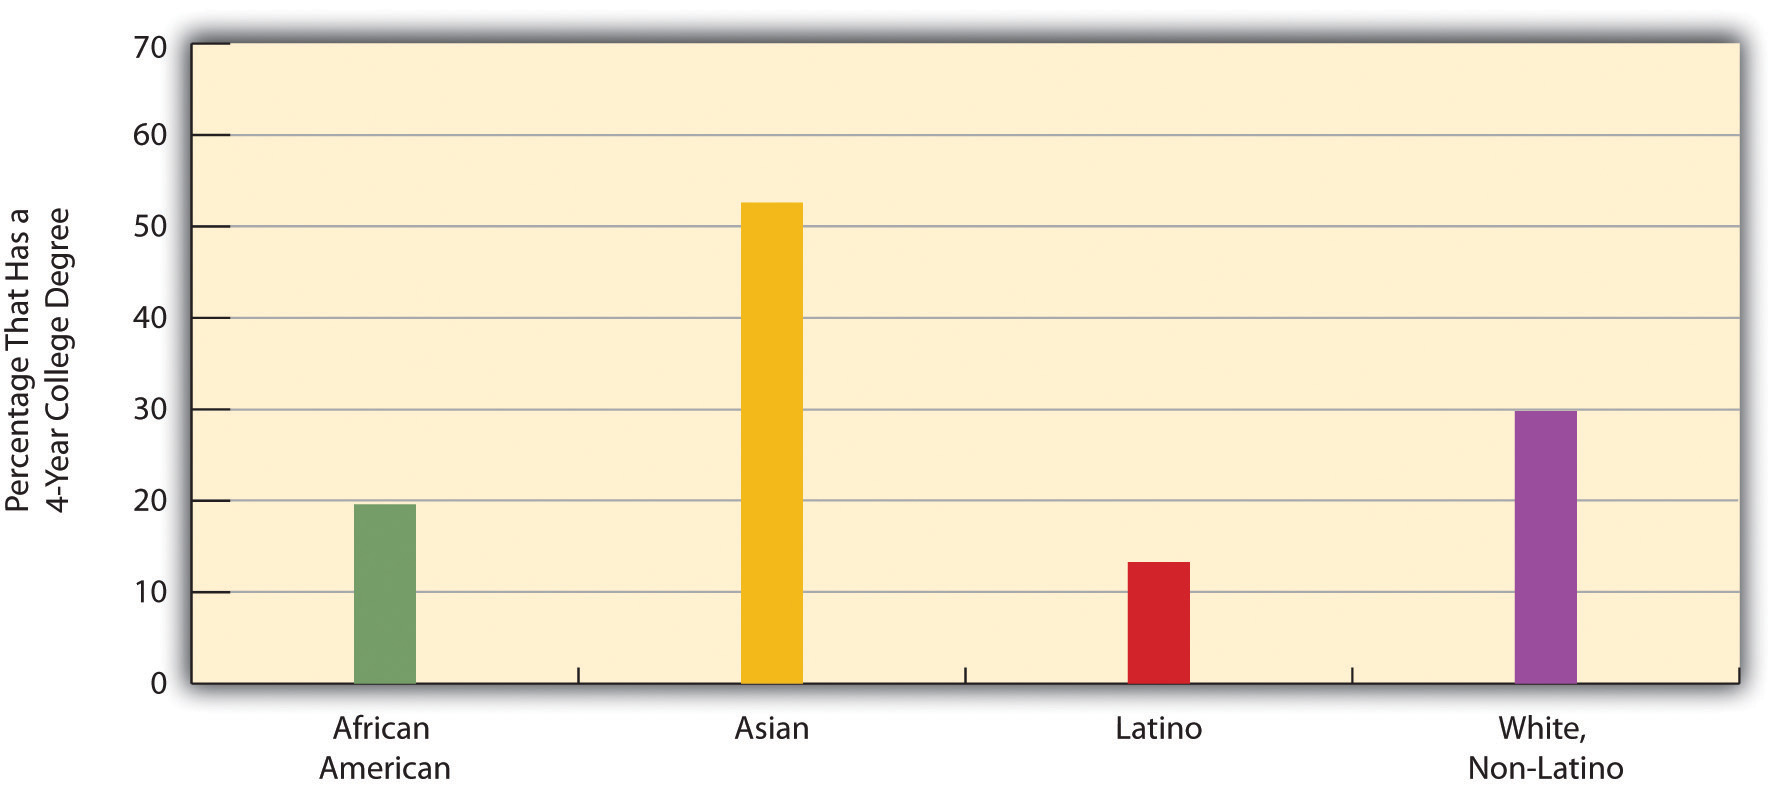 Percentage That Has a
4-Year College Degree
70
60
50
40
30
20
10
0
African
American
Asian
Latino
White,
Non-Latino